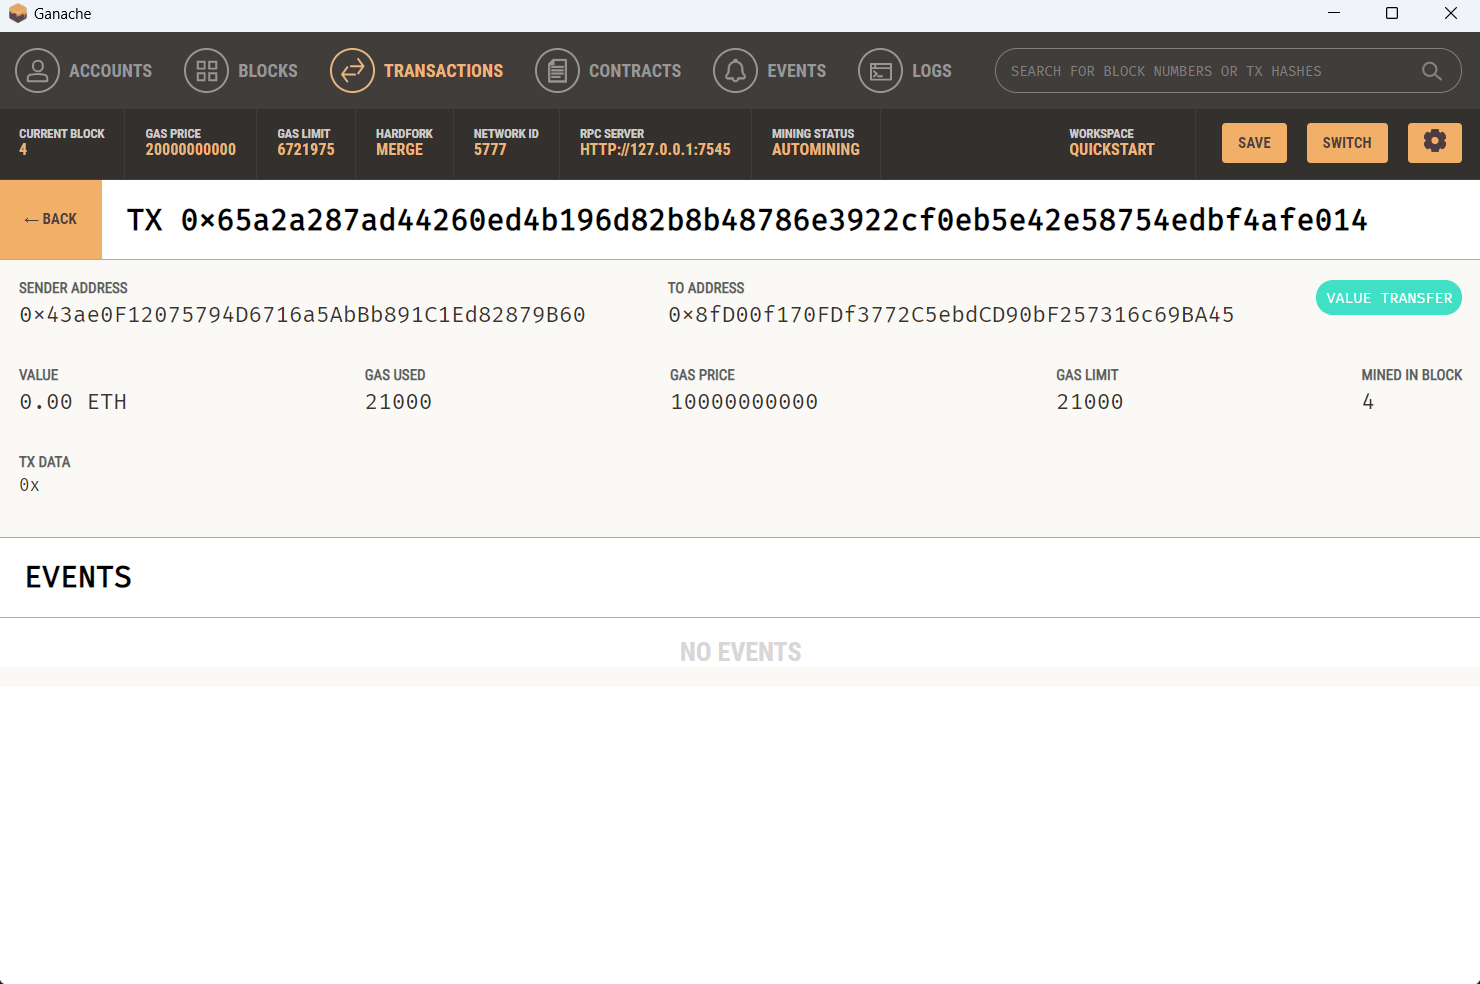 Ganache
ACCOUNTS BLOCKS TRANSACTIONS CONTRACTS EVENTS LOGS SEARCH FOR BLOCK NUMBERS OR TX HASHES
CURRENT BLOCK GAS PRICE GAS LIMIT HARDFORK NETWORK ID RPC SERVER MINING STATUS WORKSPACE
4 20000000000 6721975 MERGE 5777 HTTP://127.0.0.1:7545 AUTOMINING QUICKSTART SAVE SWITCH
← BACK TX 0×65a2a287ad44260ed4b196d82b8b48786e3922cf0eb5e42e58754edbf4afe014
SENDER ADDRESS TO ADDRESS
0×43ae0F12075794D6716a5AbBb891C1Ed82879B60 0×8fD00f170FDf3772C5ebdCD90bF257316c69BA45 VALUE TRANSFER
VALUE GAS USED GAS PRICE GAS LIMIT MINED IN BLOCK
0.00 ETH 21000 10000000000 21000 4
TX DATA
0x
EVENTS
NO EVENTS